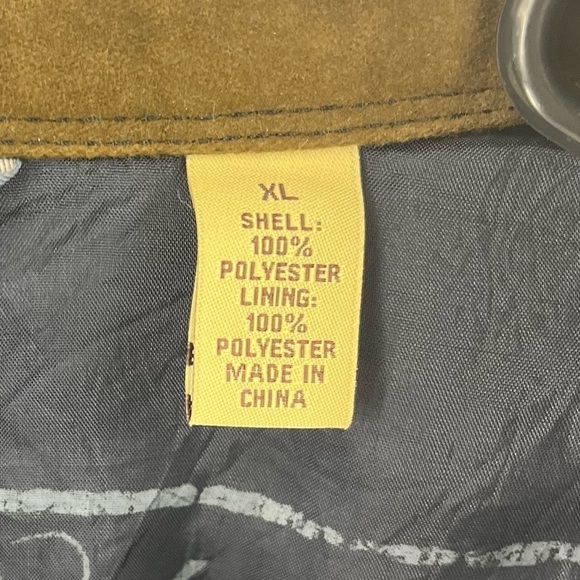 XL
SHELL:
100%
POLYESTER
LINING:
100%
POLYESTER
MADE IN
CHINA